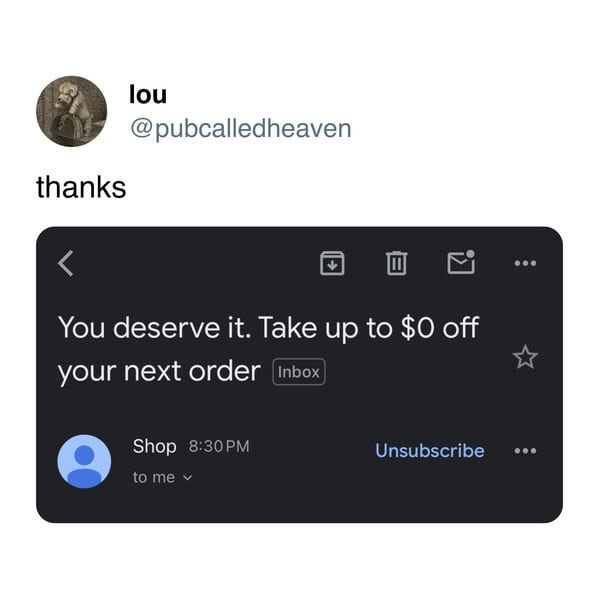 lou
@pubcalledheaven
thanks
You deserve it. Take up to $0 off
your next order Inbox
Shop 8:30 PM Unsubscribe
to me